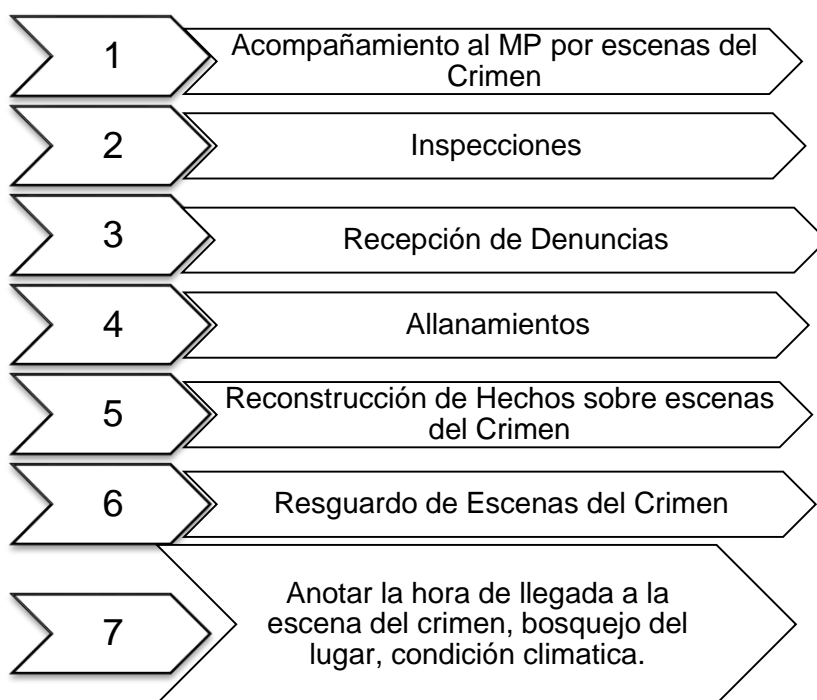 1
Acompañamiento al MP por escenas del
Crimen
2
Inspecciones
3
Recepción de Denuncias
4
Allanamientos
5
Reconstrucción de Hechos sobre escenas
del Crimen
6
Resguardo de Escenas del Crimen
7
Anotar la hora de llegada a la
escena del crimen, bosquejo del
lugar, condición climatica.